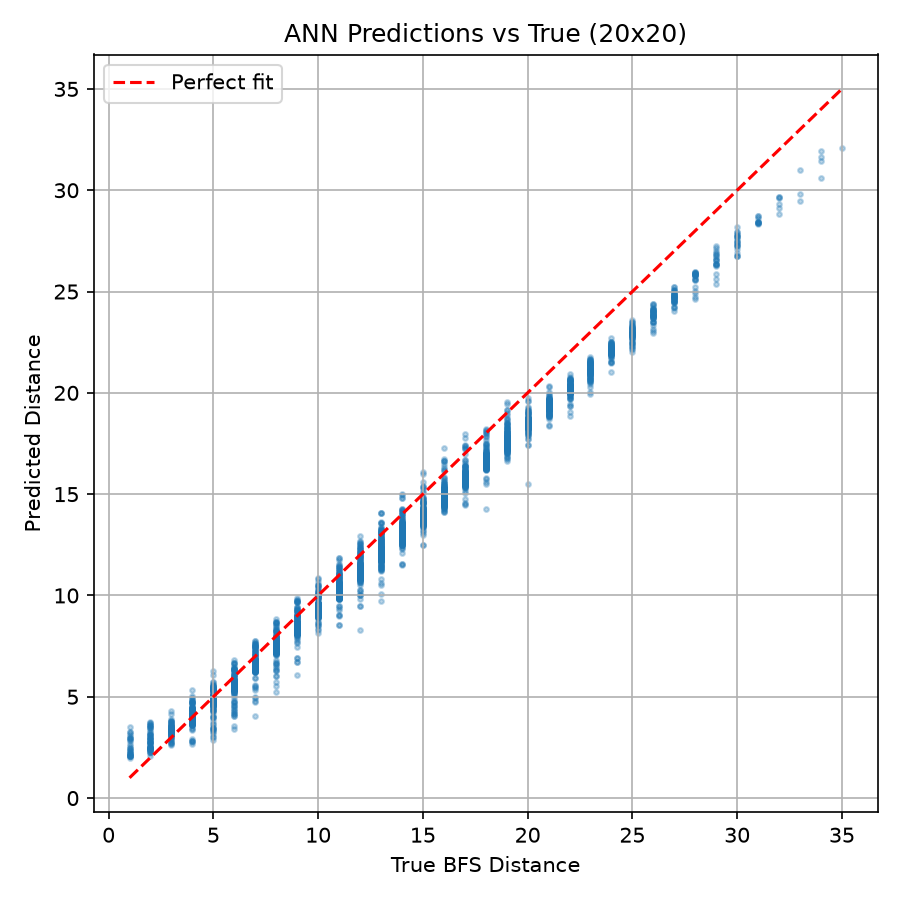 ANN Predictions vs True (20x20)
Perfect fit
35
30
25
20
15
10
5
0
Predicted Distance
0 5 10 15 20 25 30 35
True BFS Distance